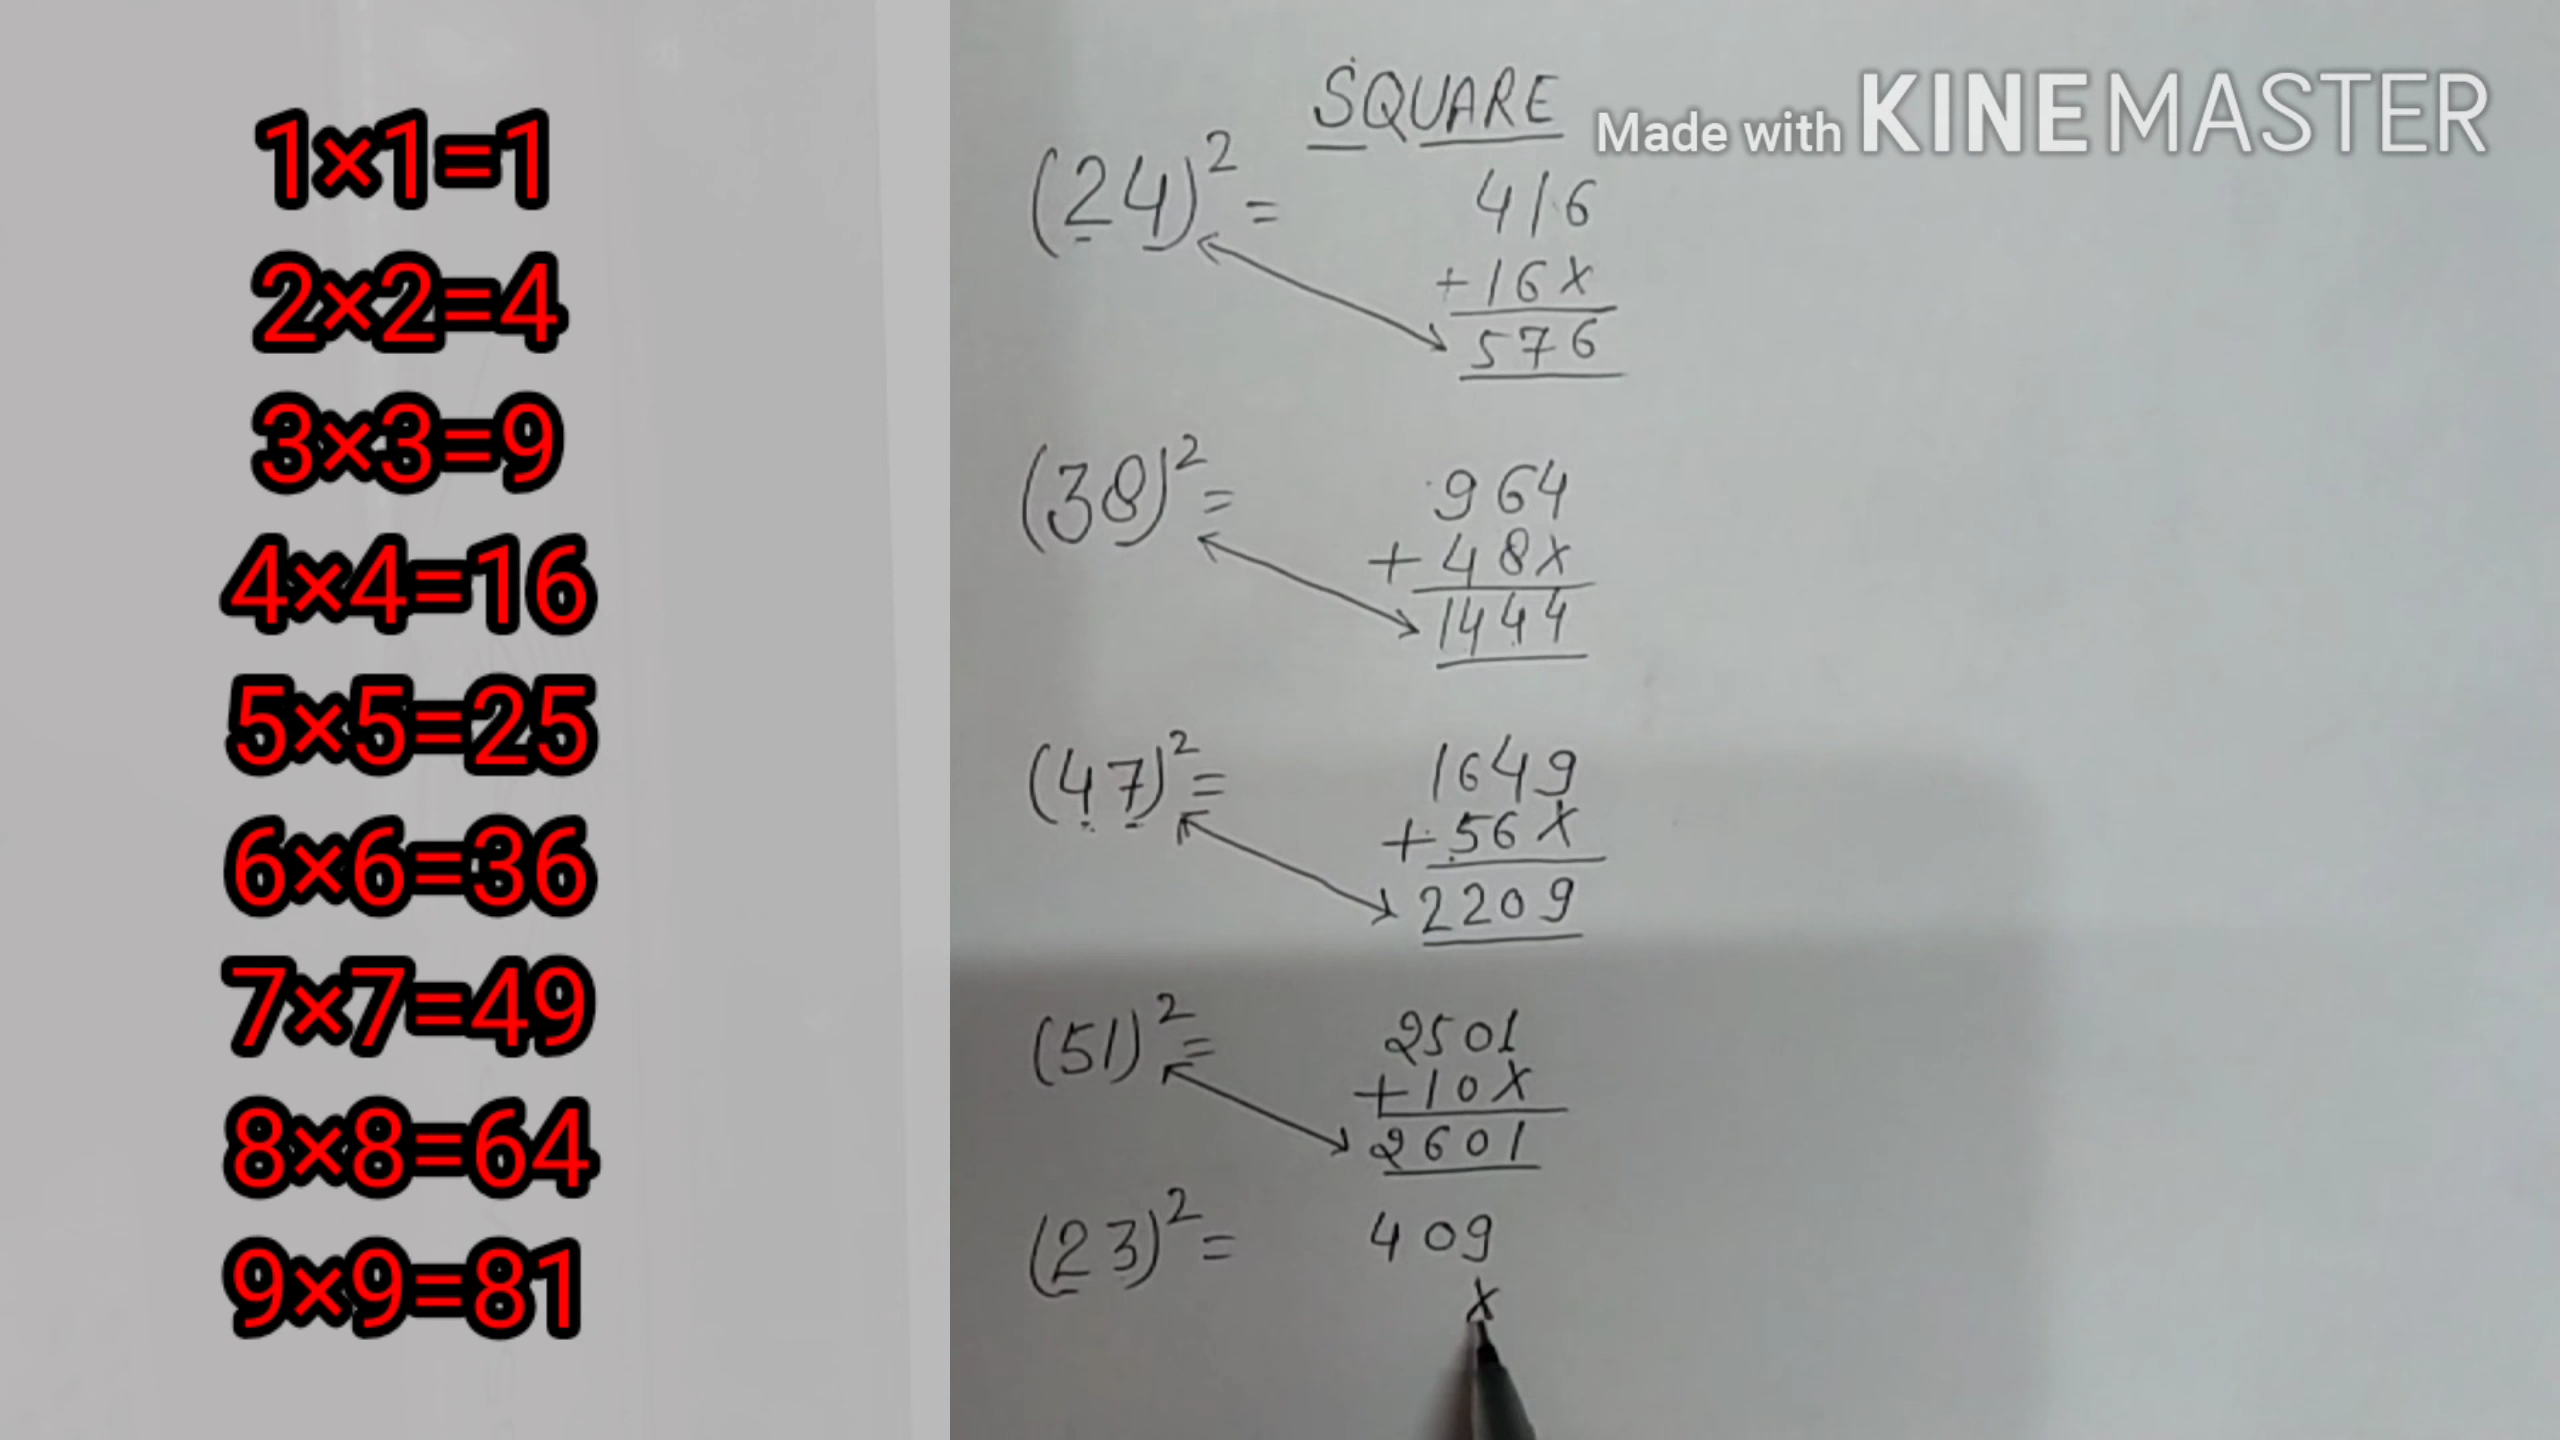 1×1=1
2×2=4
3×3=9
4×4=16
5×5=25
6×6=36
7×7=49
8×8=64
9×9=81
SQUARE
Made with KINEMASTER
(24)² = 416
+16x
576
(38)² = 964
+48x
1444
(47)² = 1649
+56x
2209
(51)² = 2501
+10x
2601
(23)² = 409
x